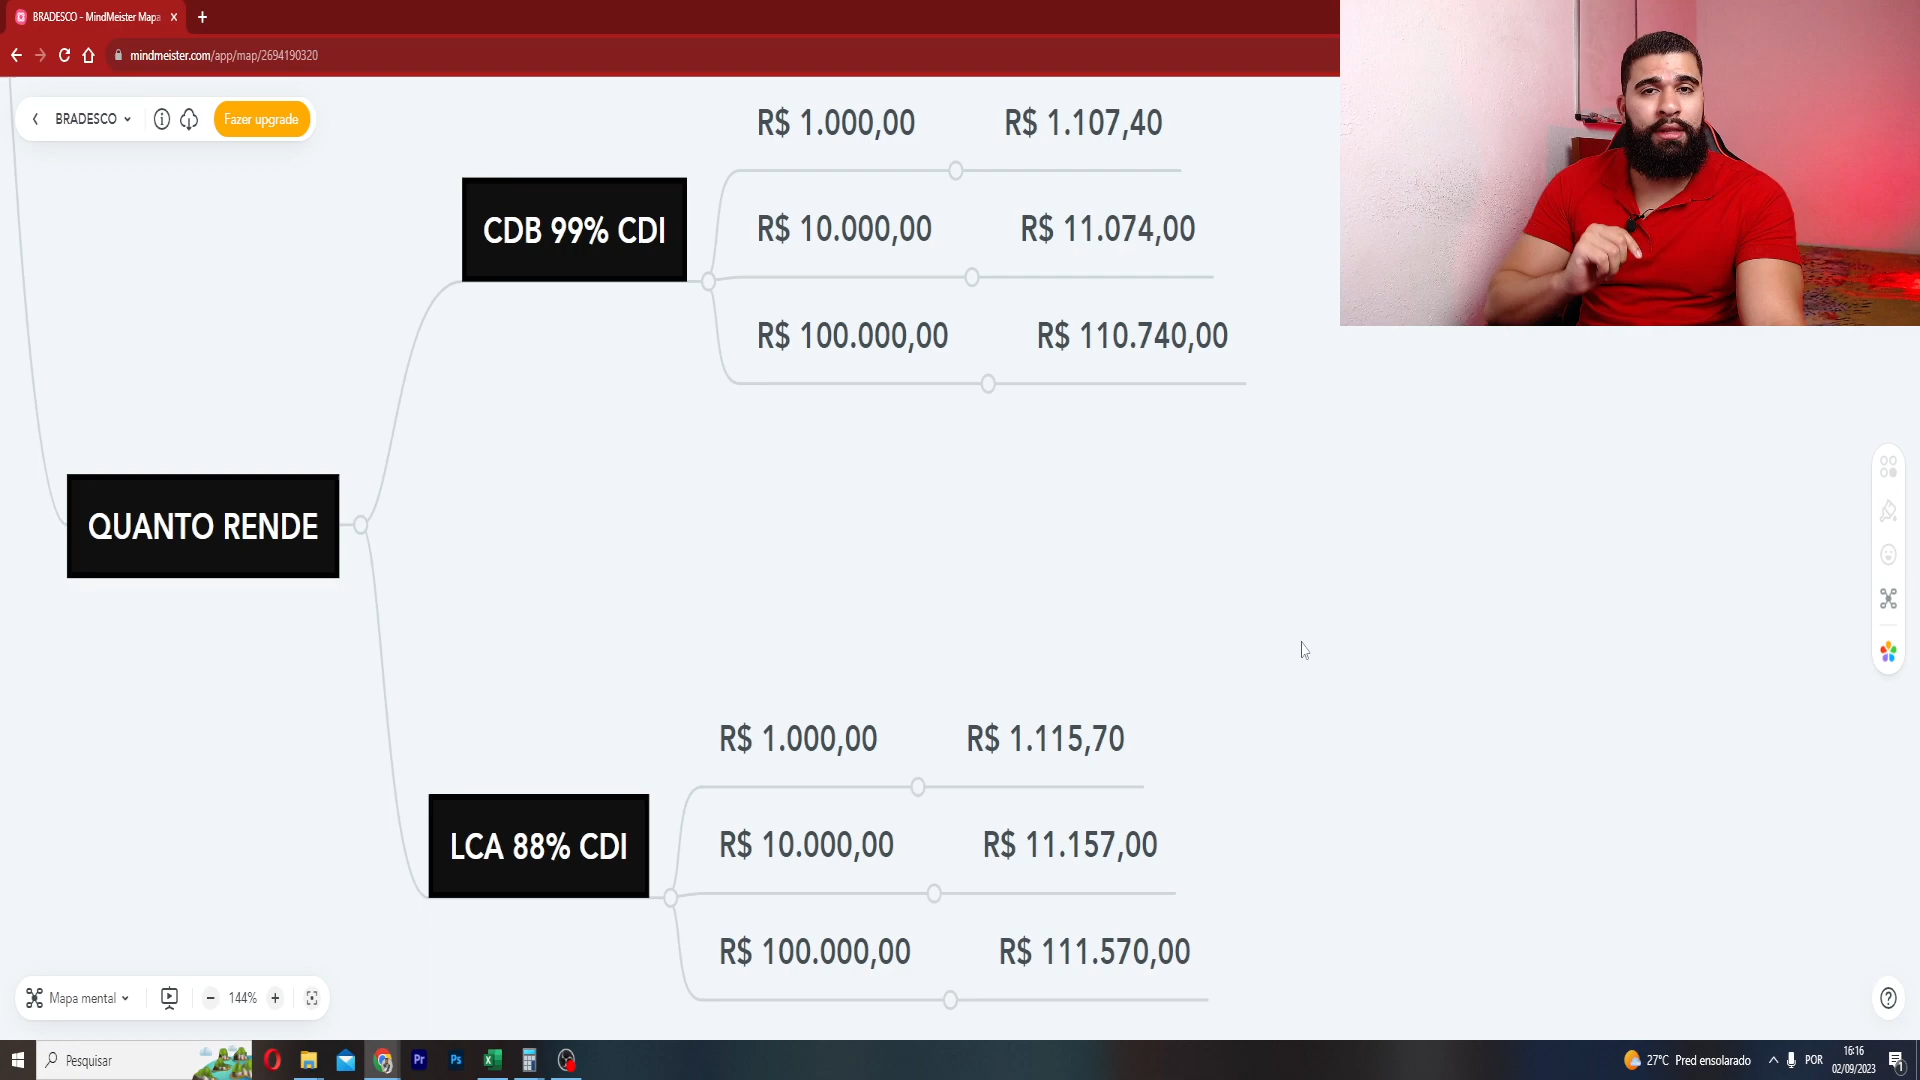 BRADESCO - MindMeister Mapa
mindmeister.com/app/map/2694190320
BRADESCO
Fazer upgrade
R$ 1.000,00 R$ 1.107,40
CDB 99% CDI
R$ 10.000,00 R$ 11.074,00
R$ 100.000,00 R$ 110.740,00
QUANTO RENDE
R$ 1.000,00 R$ 1.115,70
LCA 88% CDI
R$ 10.000,00 R$ 11.157,00
R$ 100.000,00 R$ 111.570,00
Mapa mental
144%
Pesquisar
Pr
Ps
27°C Pred ensolarado
POR
16:16
02/09/2023
1